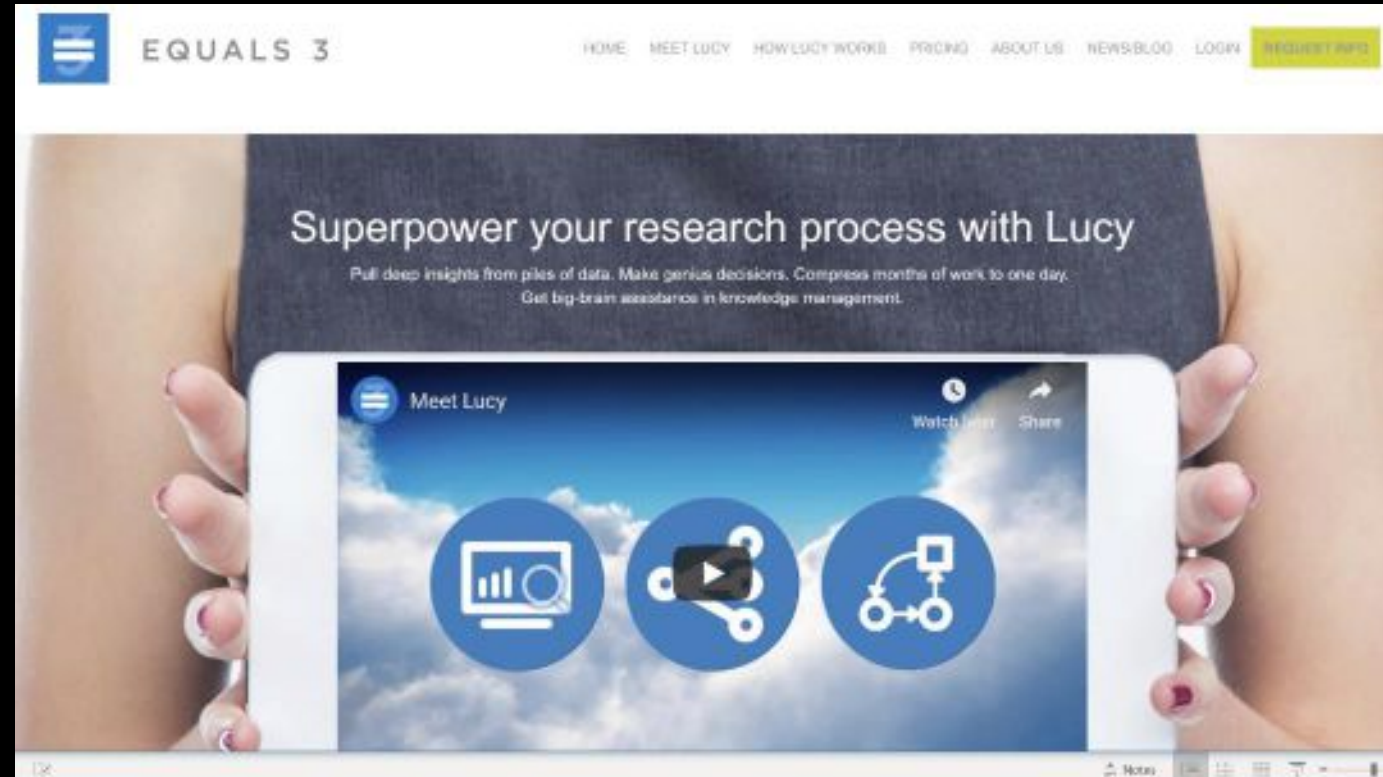 EQUALS 3
HOME MEET LUCY HOW LUCY WORKS PRICING ABOUT US NEWS/BLOG LOGIN REQUEST INFO
Superpower your research process with Lucy
Pull deep insights from piles of data. Make genius decisions. Compress months of work to one day.
Get big-brain assistance in knowledge management.
Meet Lucy
Watch later Share
Notes